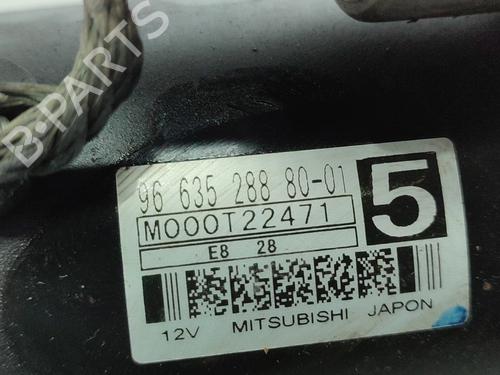 B-PARTS
96 635 288 80-01
M000T22471
5
E8 28
12V MITSUBISHI JAPON